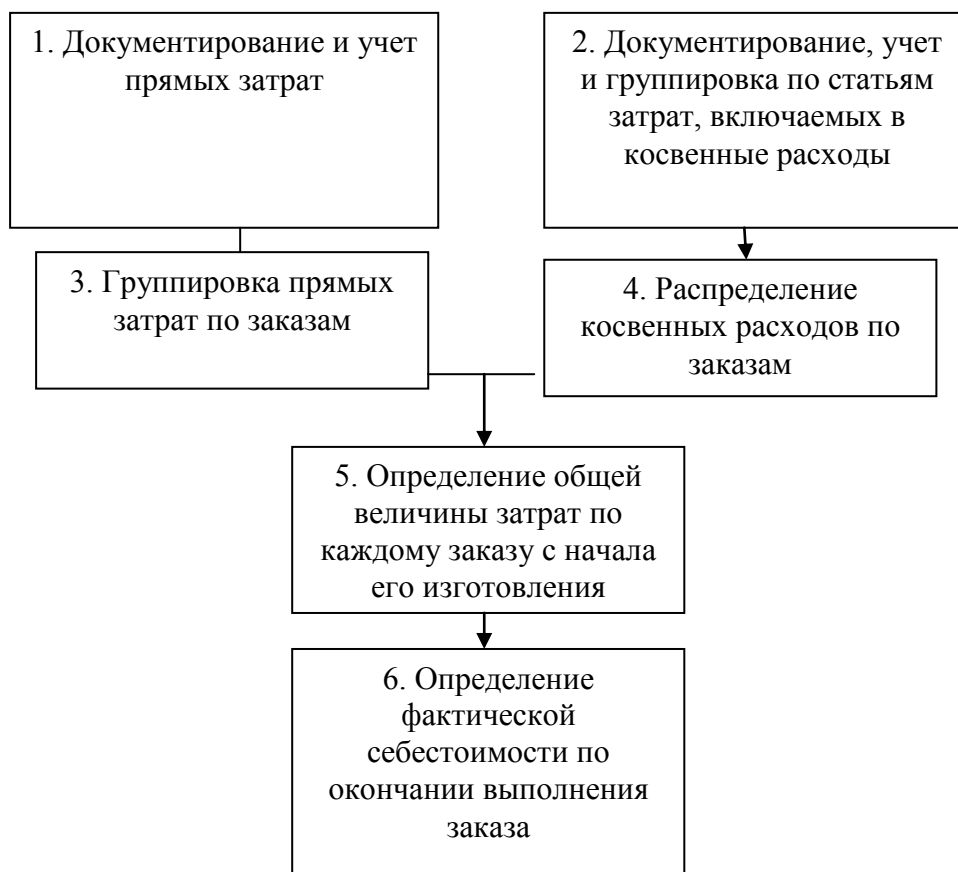 1. Документирование и учет
прямых затрат
2. Документирование, учет
и группировка по статьям
затрат, включаемых в
косвенные расходы
3. Группировка прямых
затрат по заказам
4. Распределение
косвенных расходов по
заказам
5. Определение общей
величины затрат по
каждому заказу с начала
его изготовления
6. Определение
фактической
себестоимости по
окончании выполнения
заказа